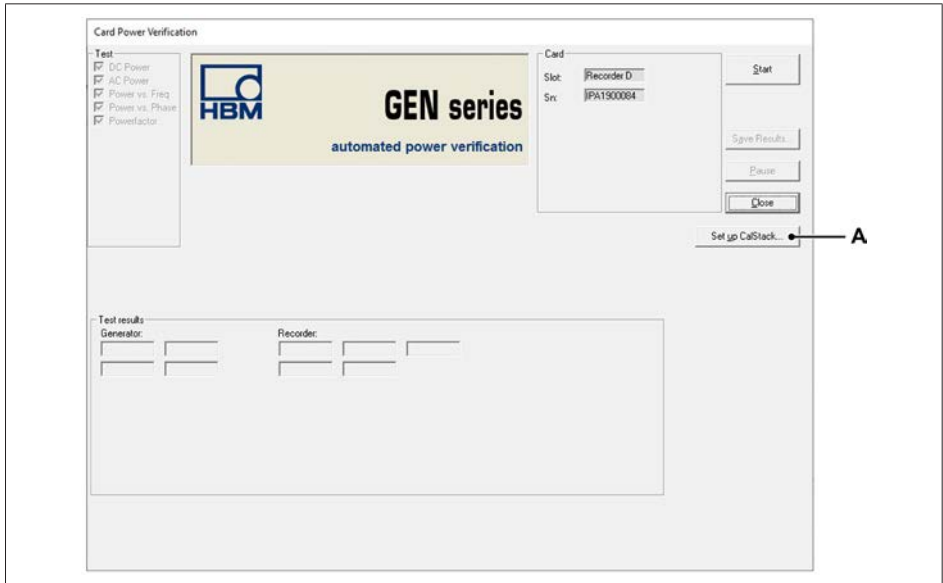 Card Power Verification
Test
DC Power
AC Power
Power vs. Freq
Power vs. Phase
Powerfactor
HBM
GEN series
automated power verification
Card
Slot: Recorder D
Sn: IPA1900084
Start
Save Results...
Pause
Close
Set up CalStack...
A
Test results
Generator:
Recorder: